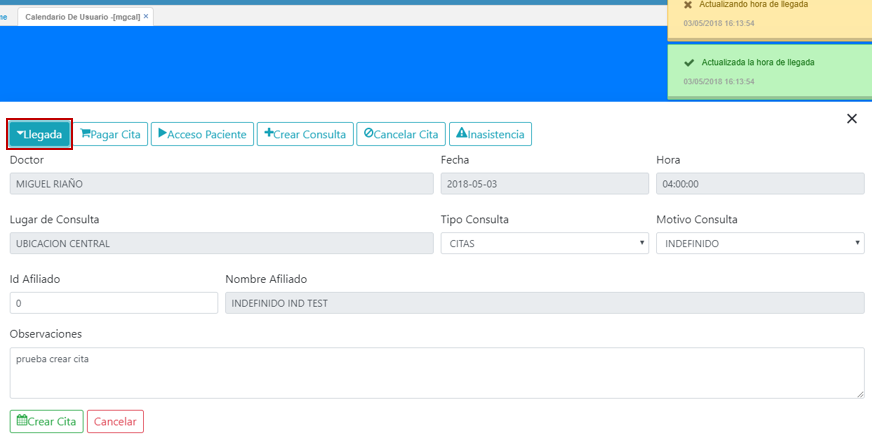 me
Calendario De Usuario -[mgcal] ×
Actualizando hora de llegada
03/05/2018 16:13:54
Actualizada la hora de llegada
03/05/2018 16:13:54
Llegada Pagar Cita Acceso Paciente Crear Consulta Cancelar Cita Inasistencia
Doctor Fecha Hora
MIGUEL RIAÑO 2018-05-03 04:00:00
Lugar de Consulta Tipo Consulta Motivo Consulta
UBICACION CENTRAL CITAS INDEFINIDO
Id Afiliado Nombre Afiliado
0 INDEFINIDO IND TEST
Observaciones
prueba crear cita
Crear Cita Cancelar